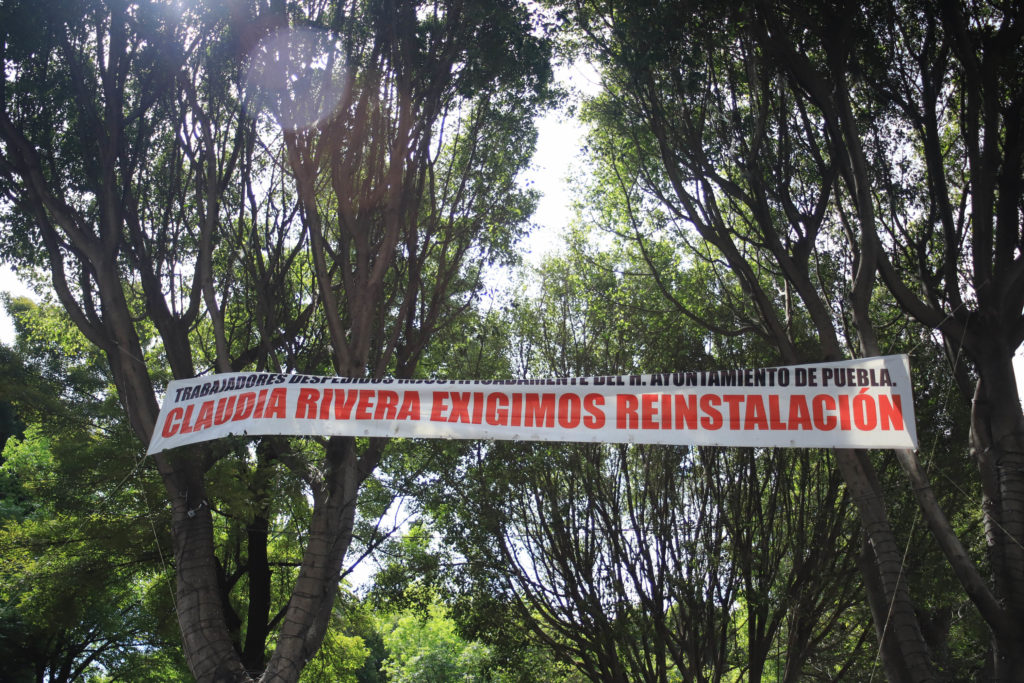 TRABAJADORES DESPEDIDOS INJUSTIFICADAMENTE DEL H. AYUNTAMIENTO DE PUEBLA.
CLAUDIA RIVERA EXIGIMOS REINSTALACIÓN